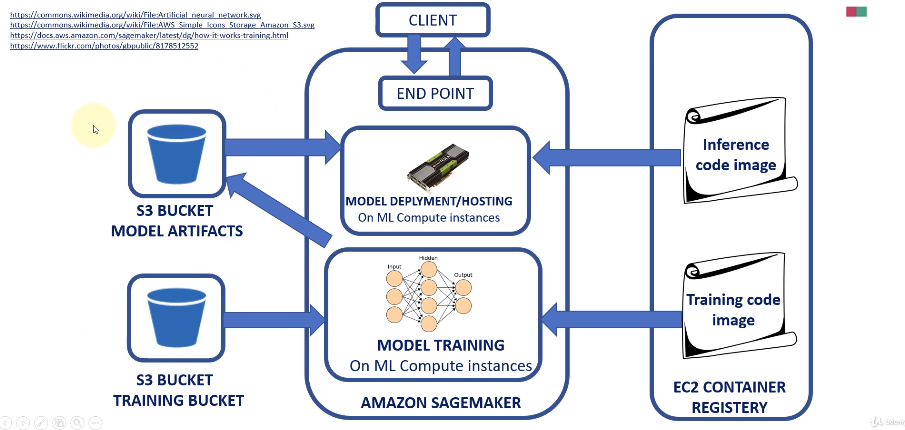 https://commons.wikimedia.org/wiki/File:Artificial_neural_network.svg
https://commons.wikimedia.org/wiki/File:AWS_Simple_Icons_Storage_Amazon_S3.svg
https://docs.aws.amazon.com/sagemaker/latest/dg/how-it-works-training.html
https://www.flickr.com/photos/gbpublic/8178512552
CLIENT
END POINT
S3 BUCKET
MODEL ARTIFACTS
MODEL DEPLYMENT/HOSTING
On ML Compute instances
Inference
code image
S3 BUCKET
TRAINING BUCKET
Input
Hidden
Output
MODEL TRAINING
On ML Compute instances
AMAZON SAGEMAKER
Training code
image
EC2 CONTAINER
REGISTERY
Udemy